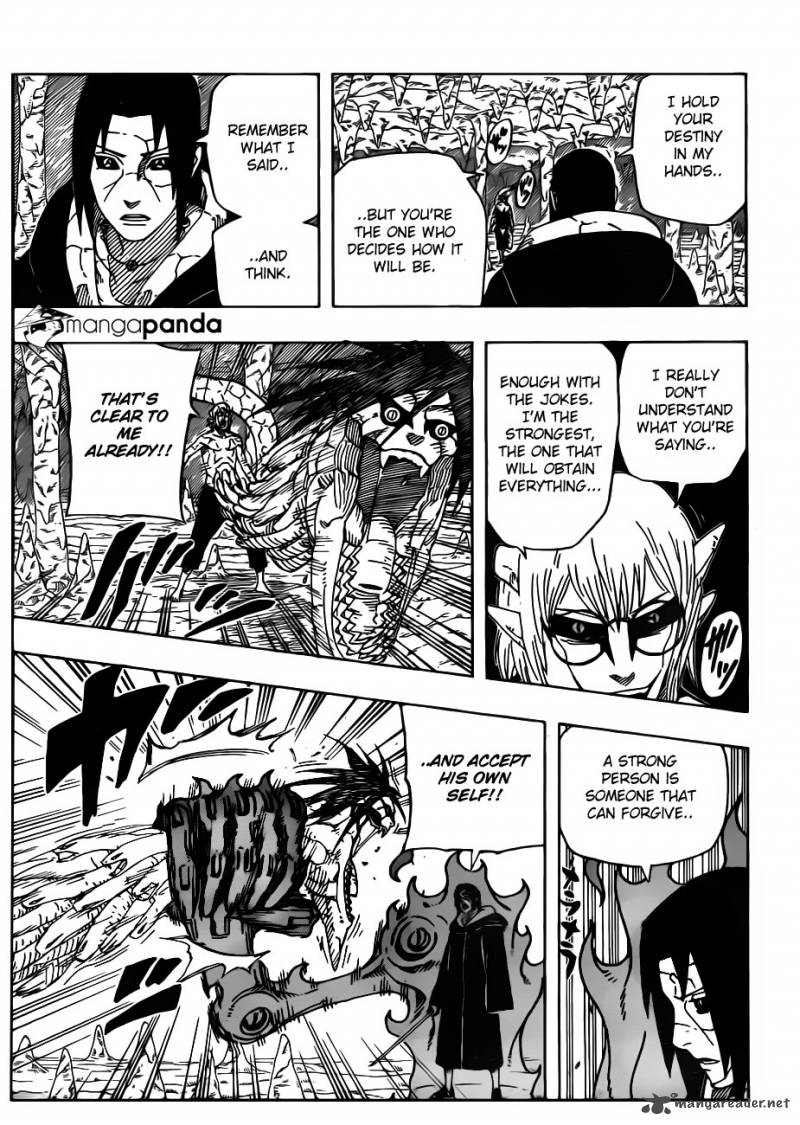 I HOLD
YOUR
DESTINY
IN MY
HANDS..
..BUT YOU'RE
THE ONE WHO
DECIDES HOW IT
WILL BE.
REMEMBER
WHAT I
SAID..
..AND
THINK.
mangapanda
I REALLY
DON'T
UNDERSTAND
WHAT YOU'RE
SAYING..
ENOUGH WITH
THE JOKES.
I'M THE
STRONGEST,
THE ONE THAT
WILL OBTAIN
EVERYTHING...
THAT'S
CLEAR TO
ME
ALREADY!!
A STRONG
PERSON IS
SOMEONE THAT
CAN FORGIVE..
..AND ACCEPT
HIS OWN
SELF!!
mangareader.net